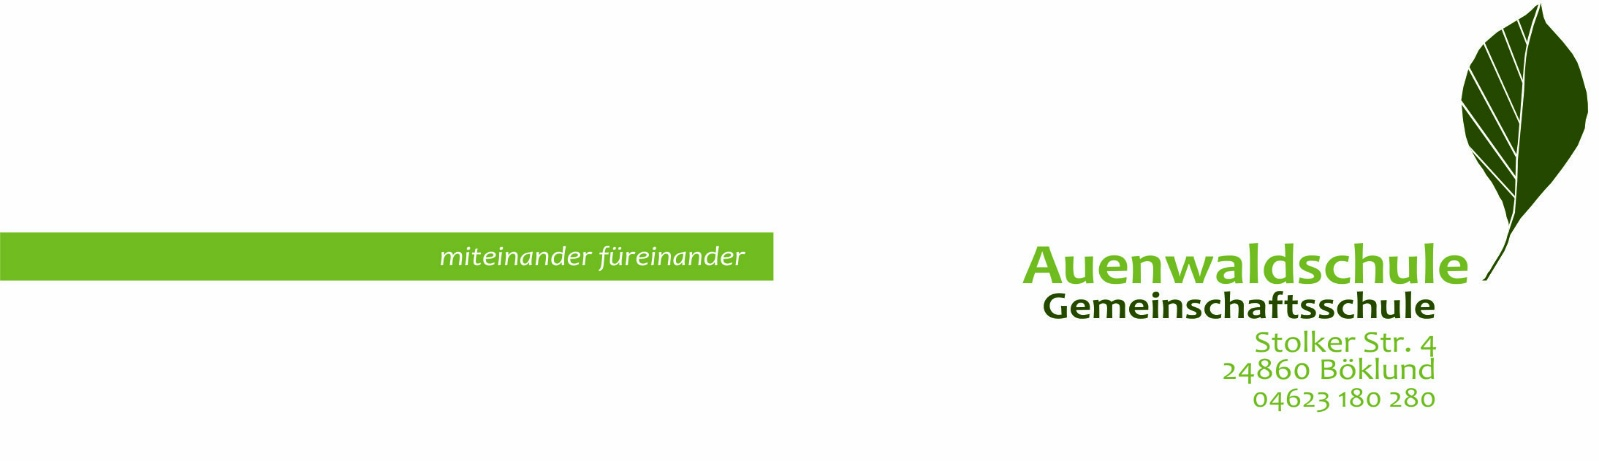 miteinander füreinander
Auenwaldschule
Gemeinschaftsschule
Stolker Str. 4
24860 Böklund
04623 180 280